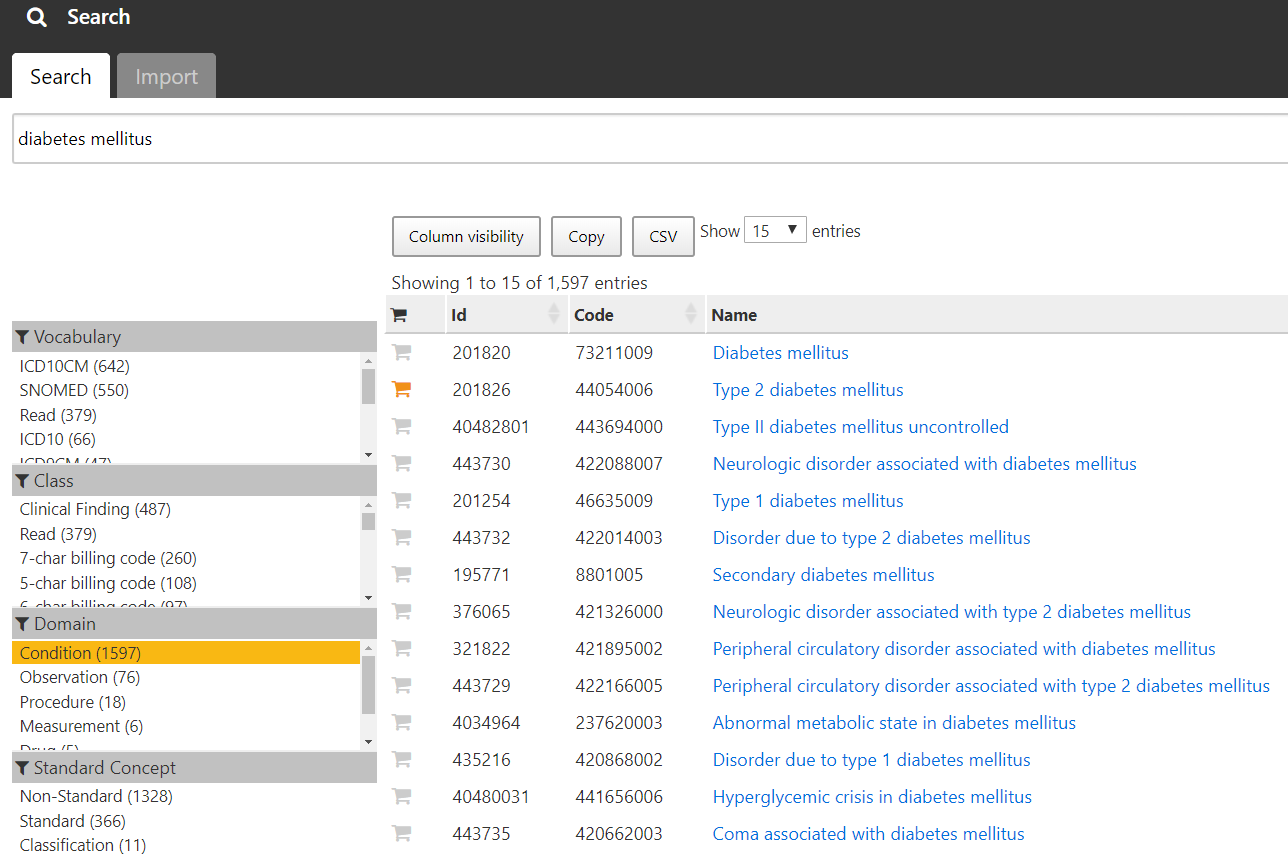 Search
Search Import
diabetes mellitus
Column visibility Copy CSV Show 15 entries
Showing 1 to 15 of 1,597 entries
Vocabulary
ICD10CM (642)
SNOMED (550)
Read (379)
ICD10 (66)
ICD9CM (47)
Class
Clinical Finding (487)
Read (379)
7-char billing code (260)
5-char billing code (108)
6-char billing code (97)
Domain
Condition (1597)
Observation (76)
Procedure (18)
Measurement (6)
Drug (5)
Standard Concept
Non-Standard (1328)
Standard (366)
Classification (11)
Id Code Name
201820 73211009 Diabetes mellitus
201826 44054006 Type 2 diabetes mellitus
40482801 443694000 Type II diabetes mellitus uncontrolled
443730 422088007 Neurologic disorder associated with diabetes mellitus
201254 46635009 Type 1 diabetes mellitus
443732 422014003 Disorder due to type 2 diabetes mellitus
195771 8801005 Secondary diabetes mellitus
376065 421326000 Neurologic disorder associated with type 2 diabetes mellitus
321822 421895002 Peripheral circulatory disorder associated with diabetes mellitus
443729 422166005 Peripheral circulatory disorder associated with type 2 diabetes mellitus
4034964 237620003 Abnormal metabolic state in diabetes mellitus
435216 420868002 Disorder due to type 1 diabetes mellitus
40480031 441656006 Hyperglycemic crisis in diabetes mellitus
443735 420662003 Coma associated with diabetes mellitus